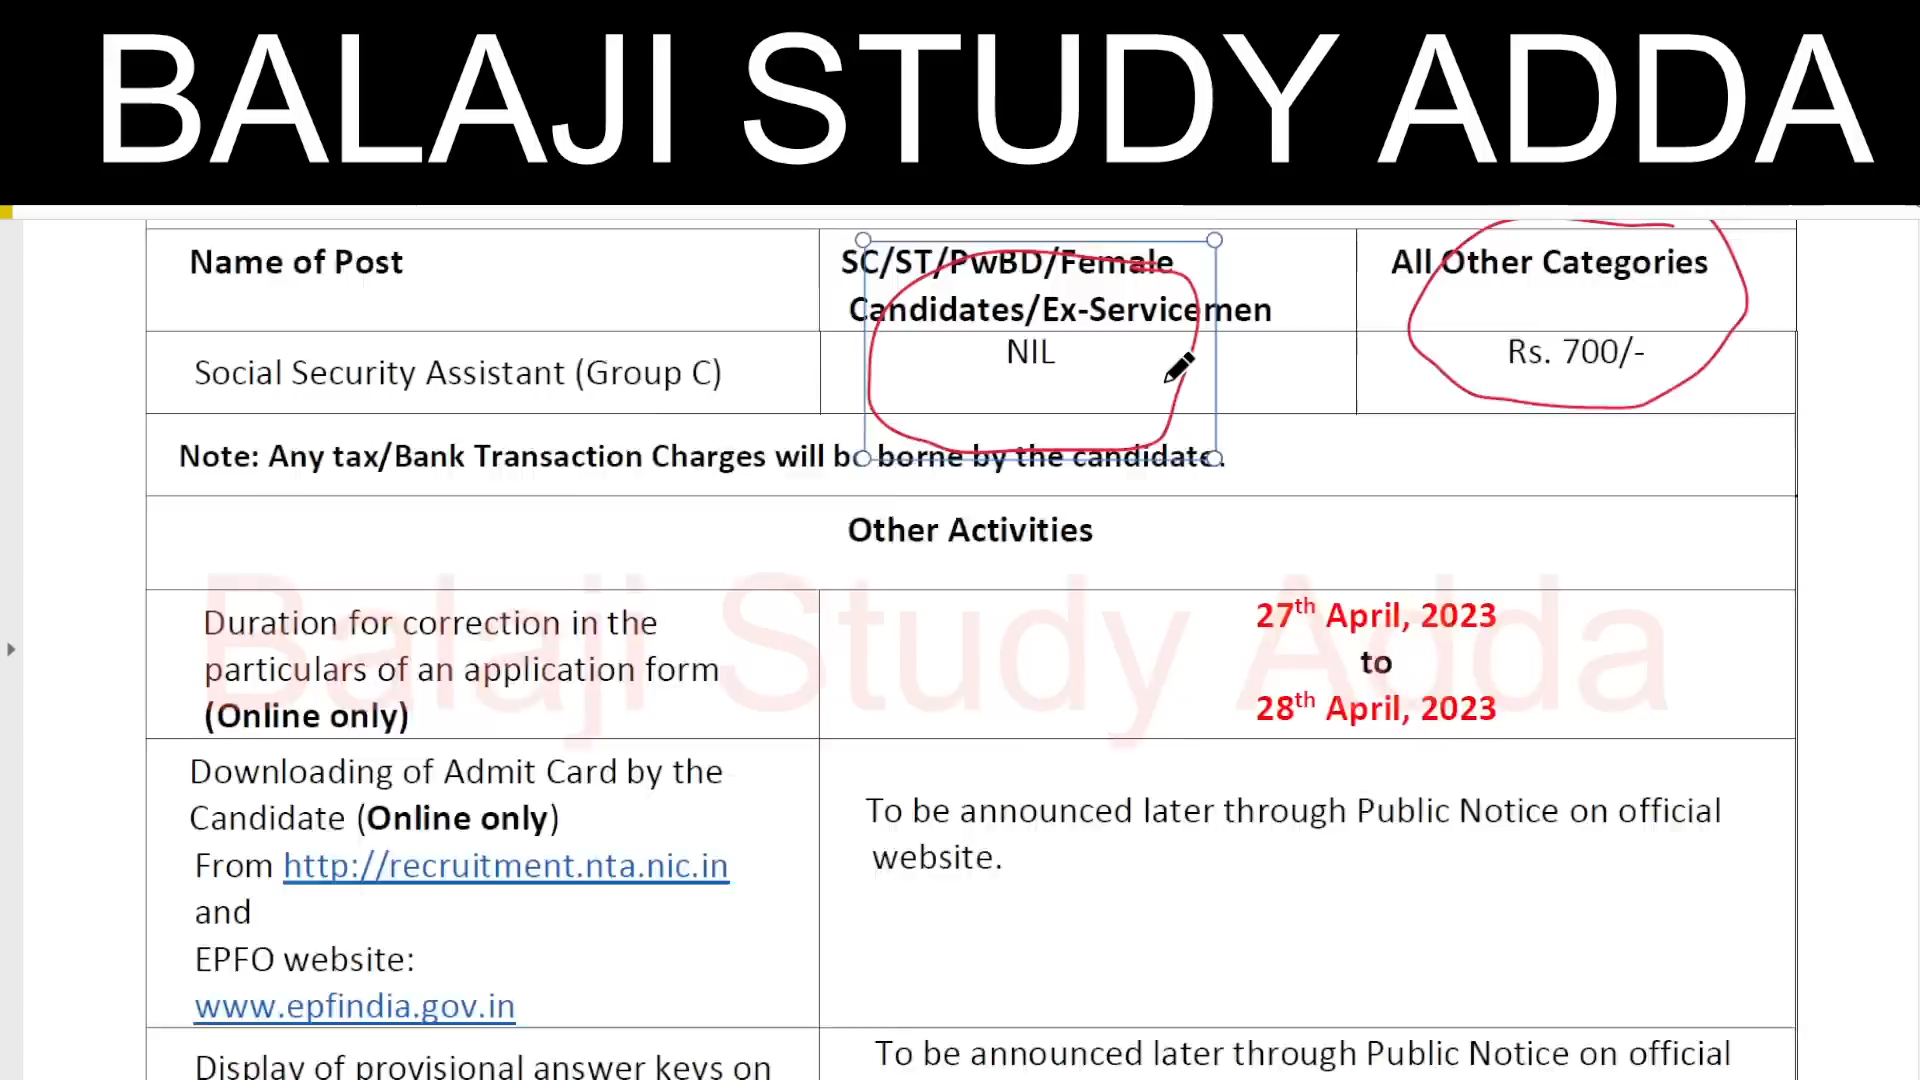 BALAJI STUDY ADDA
Name of Post
SC/ST/PwBD/Female
Candidates/Ex-Servicemen
All Other Categories
Social Security Assistant (Group C)
NIL
Rs. 700/-
Note: Any tax/Bank Transaction Charges will be borne by the candidate.
Other Activities
Balaji Study Adda
Duration for correction in the
particulars of an application form
(Online only)
27th April, 2023
to
28th April, 2023
Downloading of Admit Card by the
Candidate (Online only)
From http://recruitment.nta.nic.in
and
EPFO website:
www.epfindia.gov.in
To be announced later through Public Notice on official
website.
Display of provisional answer keys on
To be announced later through Public Notice on official